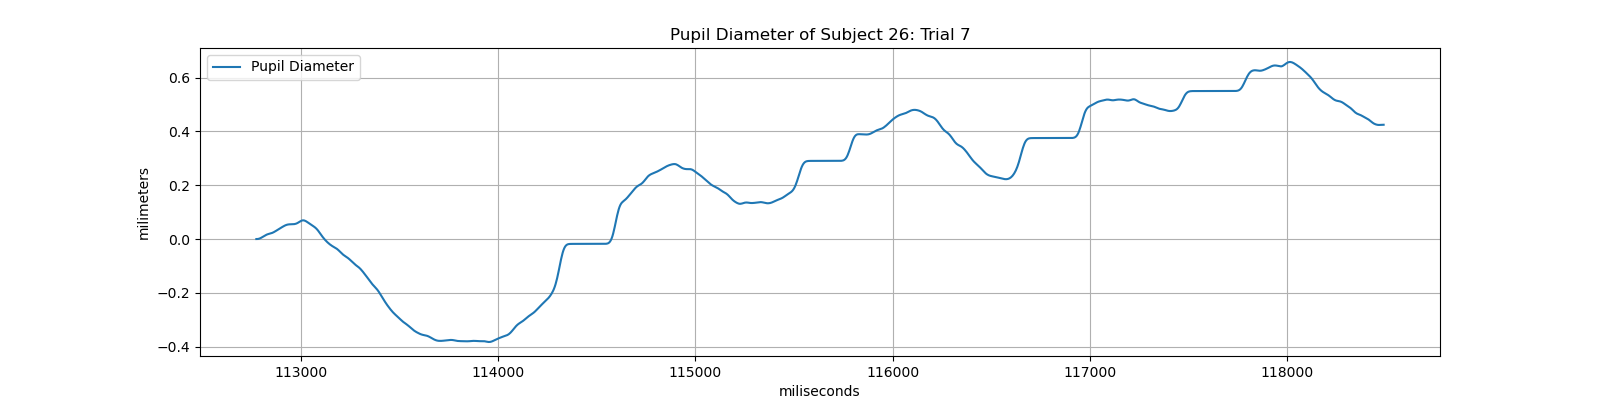 Pupil Diameter of Subject 26: Trial 7
Pupil Diameter
0.6
0.4
0.2
0.0
−0.2
−0.4
milimeters
113000 114000 115000 116000 117000 118000
miliseconds